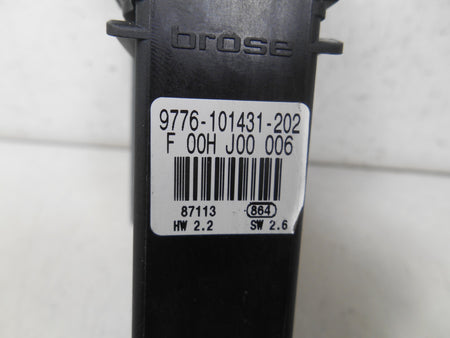 brose
9776-101431-202
F 00H J00 006
87113 864
HW 2.2 SW 2.6